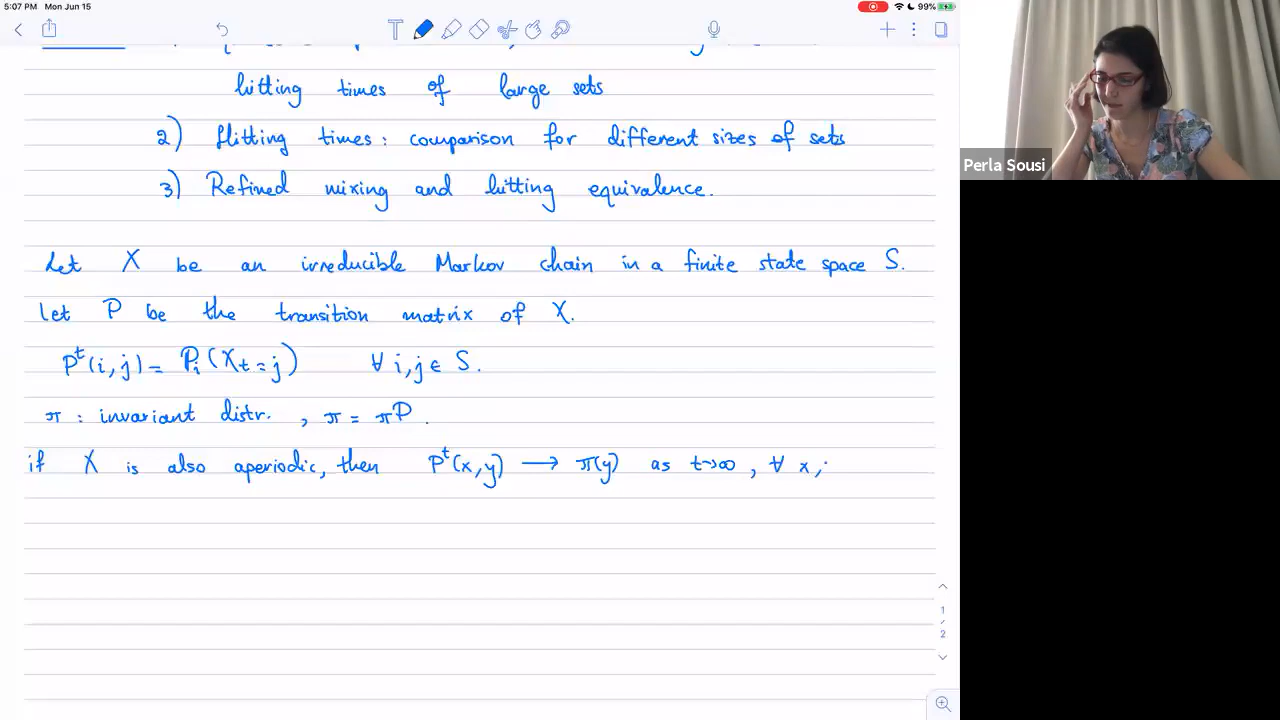 5:07 PM Mon Jun 15
99%
hitting times of large sets
2) Hitting times: comparison for different sizes of sets
3) Refined mixing and hitting equivalence.
Let X be an irreducible Markov chain in a finite state space S.
Let P be the transition matrix of X.
P^t(i,j) = ℙ_i(X_t = j) ∀ i,j ∈ S.
π : invariant distr. , π = πP.
if X is also aperiodic, then P^t(x,y) → π(y) as t→∞, ∀ x,
Perla Sousi
1
/
2